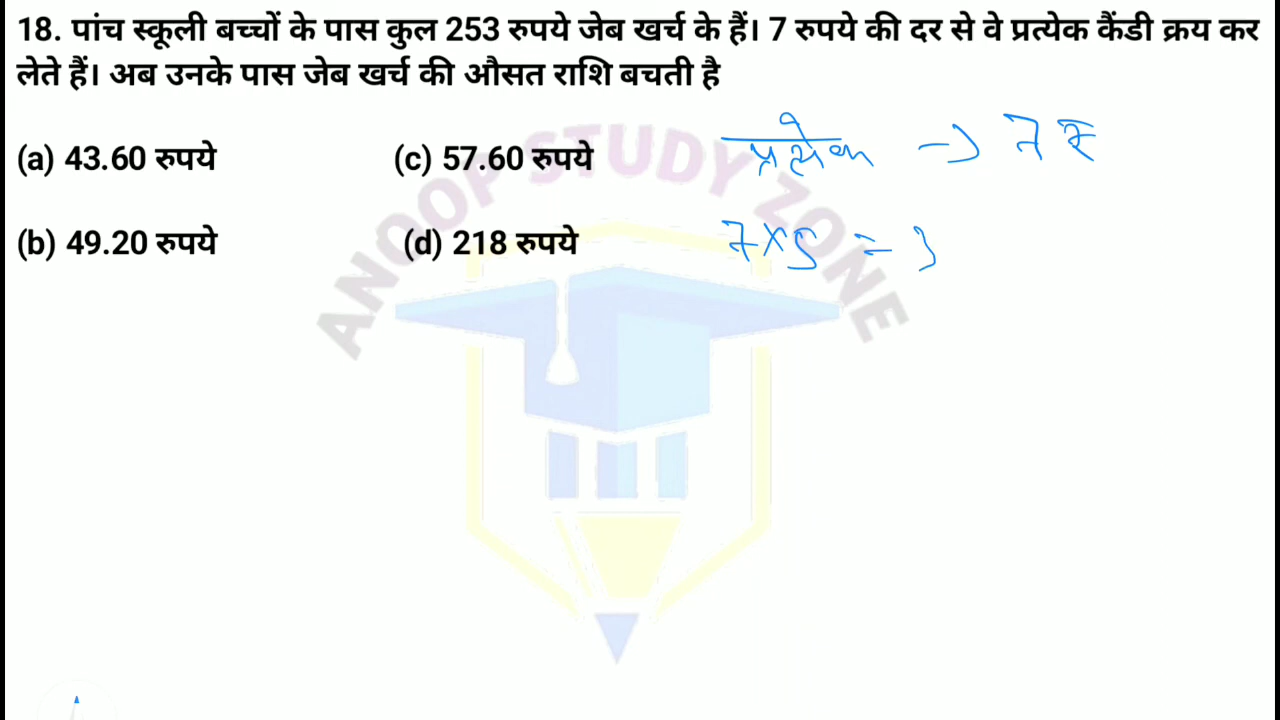 18. पांच स्कूली बच्चों के पास कुल 253 रुपये जेब खर्च के हैं। 7 रुपये की दर से वे प्रत्येक कैंडी क्रय कर
लेते हैं। अब उनके पास जेब खर्च की औसत राशि बचती है
प्रत्येक → 7 ₹
(a) 43.60 रुपये (c) 57.60 रुपये
(b) 49.20 रुपये (d) 218 रुपये
7×5 = 3
ANOOP STUDY ZONE